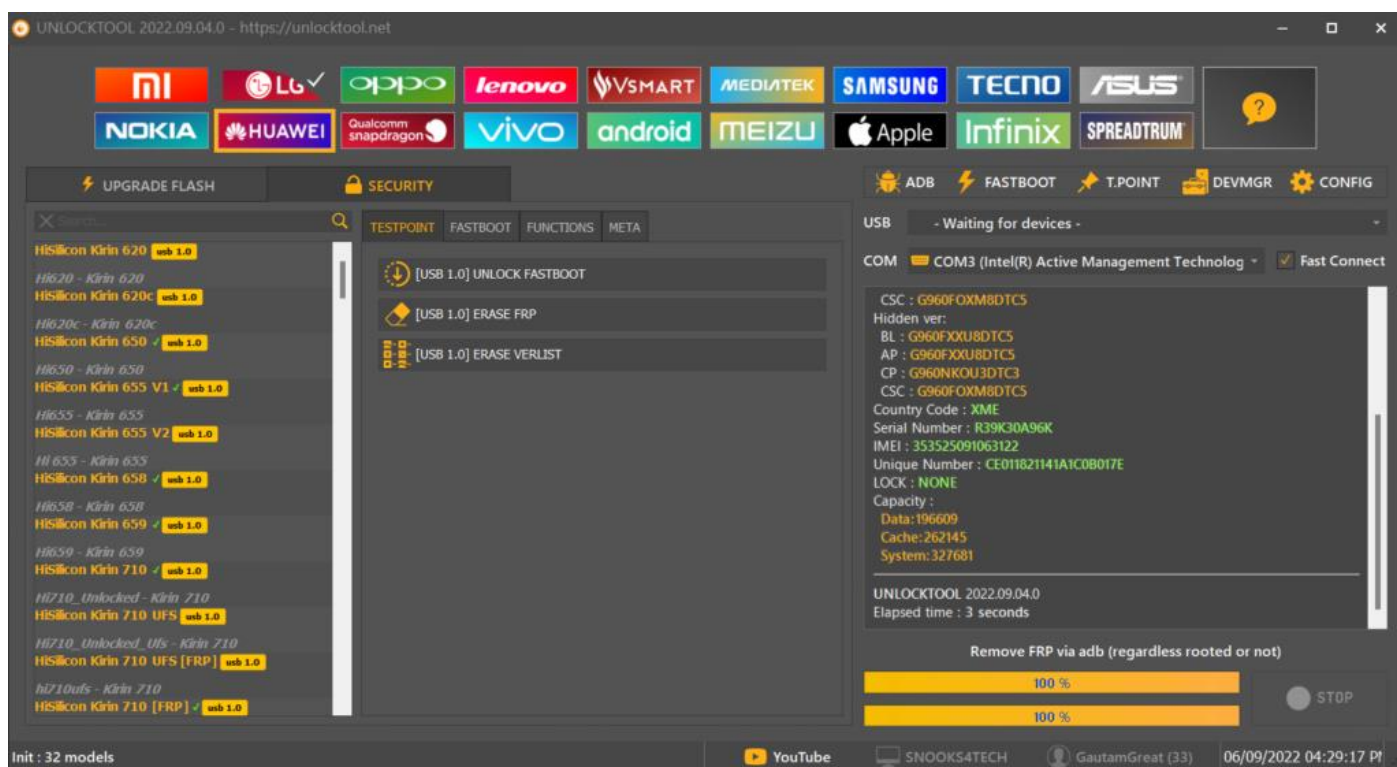 UNLOCKTOOL 2022.09.04.0 - https://unlocktool.net
mi LG oppo lenovo VSMART MEDIATEK SAMSUNG TECNO ASUS
NOKIA HUAWEI Qualcomm snapdragon vivo android MEIZU Apple Infinix SPREADTRUM ?
UPGRADE FLASH SECURITY
ADB FASTBOOT T.POINT DEVMGR CONFIG
Search...
TESTPOINT FASTBOOT FUNCTIONS META
HiSilicon Kirin 620 usb 1.0
Hi620 - Kirin 620
HiSilicon Kirin 620c usb 1.0
Hi620c - Kirin 620c
HiSilicon Kirin 650 ✓ usb 1.0
Hi650 - Kirin 650
HiSilicon Kirin 655 V1 ✓ usb 1.0
Hi655 - Kirin 655
HiSilicon Kirin 655 V2 usb 1.0
Hi 655 - Kirin 655
HiSilicon Kirin 658 ✓ usb 1.0
Hi658 - Kirin 658
HiSilicon Kirin 659 ✓ usb 1.0
Hi659 - Kirin 659
HiSilicon Kirin 710 ✓ usb 1.0
Hi710_Unlocked - Kirin 710
HiSilicon Kirin 710 UFS usb 1.0
Hi710_Unlocked_Ufs - Kirin 710
HiSilicon Kirin 710 UFS [FRP] usb 1.0
hi710ufs - Kirin 710
HiSilicon Kirin 710 [FRP] ✓ usb 1.0
[USB 1.0] UNLOCK FASTBOOT
[USB 1.0] ERASE FRP
[USB 1.0] ERASE VERLIST
USB - Waiting for devices -
COM COM3 (Intel(R) Active Management Technolog Fast Connect
CSC : G960FOXM8DTC5
Hidden ver:
BL : G960FXXU8DTC5
AP : G960FXXU8DTC5
CP : G960NKOU3DTC3
CSC : G960FOXM8DTC5
Country Code : XME
Serial Number : R39K30A96K
IMEI : 353525091063122
Unique Number : CE011821141A1C0B017E
LOCK : NONE
Capacity :
Data:196609
Cache:262145
System:327681
UNLOCKTOOL 2022.09.04.0
Elapsed time : 3 seconds
Remove FRP via adb (regardless rooted or not)
100 %
100 %
STOP
Init : 32 models
YouTube SNOOKS4TECH GautamGreat (33) 06/09/2022 04:29:17 PM